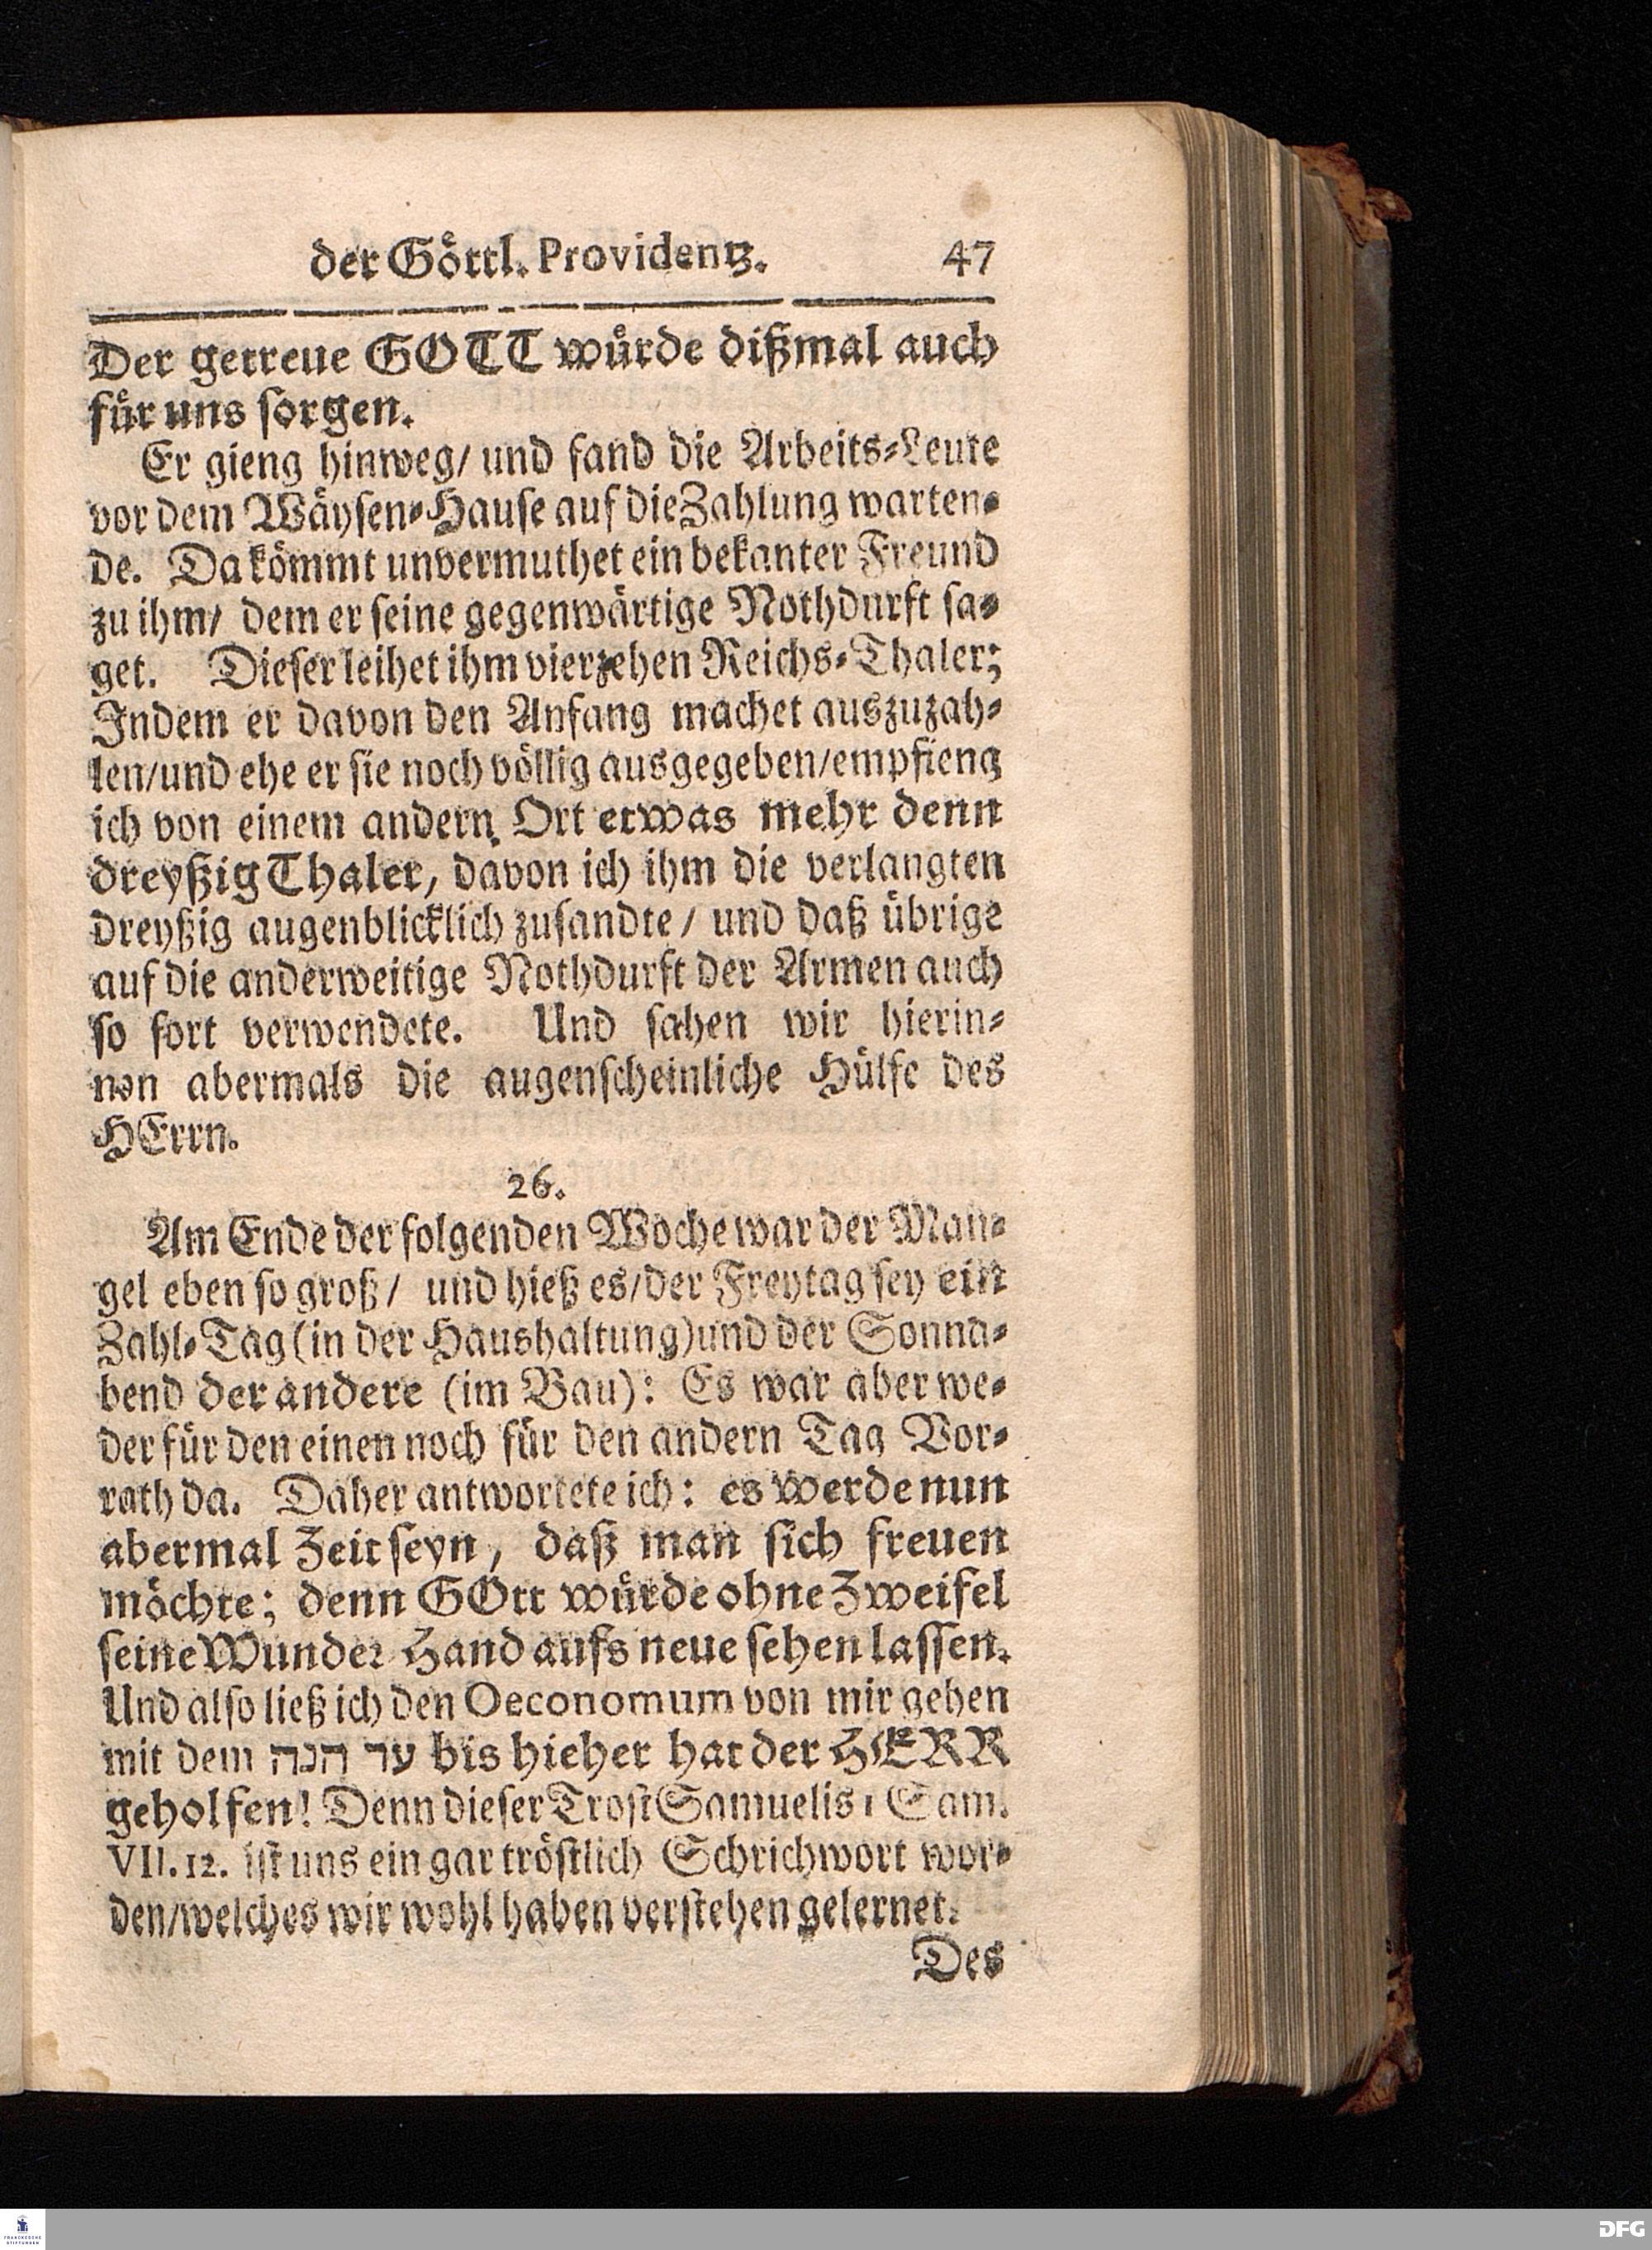 der Göttl. Providentz. 47
Der getreue GOTT würde dißmal auch
für uns sorgen.
Er gieng hinweg/ und fand die Arbeits-Leute
vor dem Wäysen-Hause auf die Zahlung warten-
de. Da kömmt unvermuthet ein bekanter Freund
zu ihm/ dem er seine gegenwärtige Nothdurft sa-
get. Dieser leihet ihm vierzehen Reichs-Thaler;
Indem er davon den Anfang machet auszuzah-
len/und ehe er sie noch völlig ausgegeben/empfieng
ich von einem andern Ort etwas mehr denn
dreyßig Thaler, davon ich ihm die verlangten
dreyßig augenblicklich zusandte/ und daß übrige
auf die anderweitige Nothdurft der Armen auch
so fort verwendete. Und sahen wir hierin-
nen abermals die augenscheinliche Hülfe des
HErrn.
26.
Am Ende der folgenden Woche war der Man-
gel eben so groß/ und hieß es/der Freytag sey ein
Zahl-Tag (in der Haushaltung) und der Sonna-
bend der andere (im Bau): Es war aber we-
der für den einen noch für den andern Tag Vor-
rath da. Daher antwortete ich: es werde nun
abermal Zeit seyn, daß man sich freuen
möchte; denn GOtt würde ohne Zweifel
seine Wunder Hand aufs neue sehen lassen.
Und also ließ ich den Oeconomum von mir gehen
mit dem עד הנה bis hieher hat der HERR
geholfen! Denn dieser Trost Samuelis 1 Sam.
VII. 12. ist uns ein gar tröstlich Schrichwort wor-
den/welches wir wohl haben verstehen gelernet.
Des
FRANCKESCHE
STIFTUNGEN
DFG